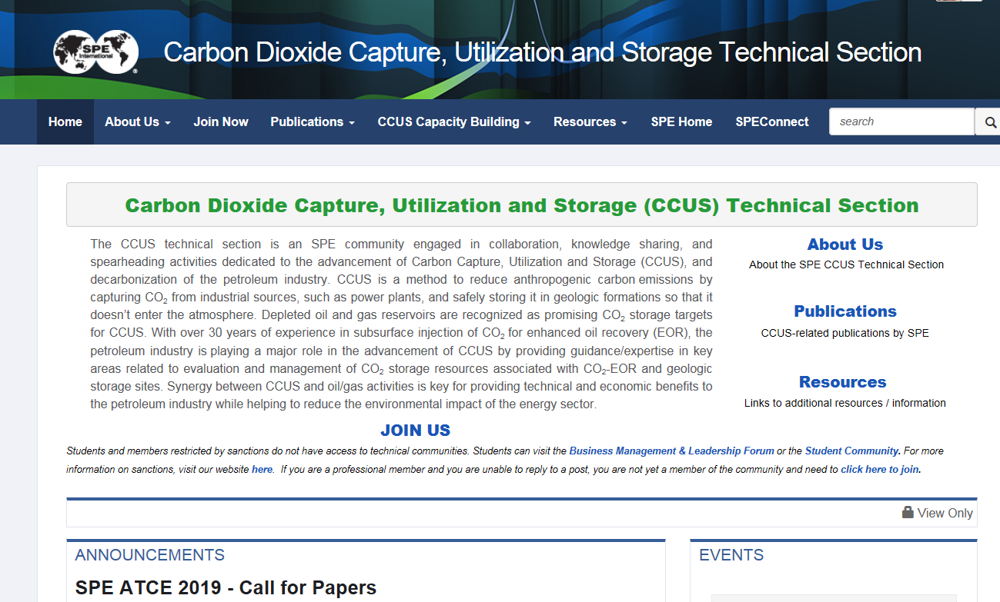 SPE
International
®
Carbon Dioxide Capture, Utilization and Storage Technical Section
Home About Us Join Now Publications CCUS Capacity Building Resources SPE Home SPEConnect search
Carbon Dioxide Capture, Utilization and Storage (CCUS) Technical Section
The CCUS technical section is an SPE community engaged in collaboration, knowledge sharing, and
spearheading activities dedicated to the advancement of Carbon Capture, Utilization and Storage (CCUS), and
decarbonization of the petroleum industry. CCUS is a method to reduce anthropogenic carbon emissions by
capturing CO₂ from industrial sources, such as power plants, and safely storing it in geologic formations so that it
doesn’t enter the atmosphere. Depleted oil and gas reservoirs are recognized as promising CO₂ storage targets
for CCUS. With over 30 years of experience in subsurface injection of CO₂ for enhanced oil recovery (EOR), the
petroleum industry is playing a major role in the advancement of CCUS by providing guidance/expertise in key
areas related to evaluation and management of CO₂ storage resources associated with CO₂-EOR and geologic
storage sites. Synergy between CCUS and oil/gas activities is key for providing technical and economic benefits to
the petroleum industry while helping to reduce the environmental impact of the energy sector.
About Us
About the SPE CCUS Technical Section
Publications
CCUS-related publications by SPE
Resources
Links to additional resources / information
JOIN US
Students and members restricted by sanctions do not have access to technical communities. Students can visit the Business Management & Leadership Forum or the Student Community. For more
information on sanctions, visit our website here. If you are a professional member and you are unable to reply to a post, you are not yet a member of the community and need to click here to join.
View Only
ANNOUNCEMENTS
SPE ATCE 2019 - Call for Papers
EVENTS